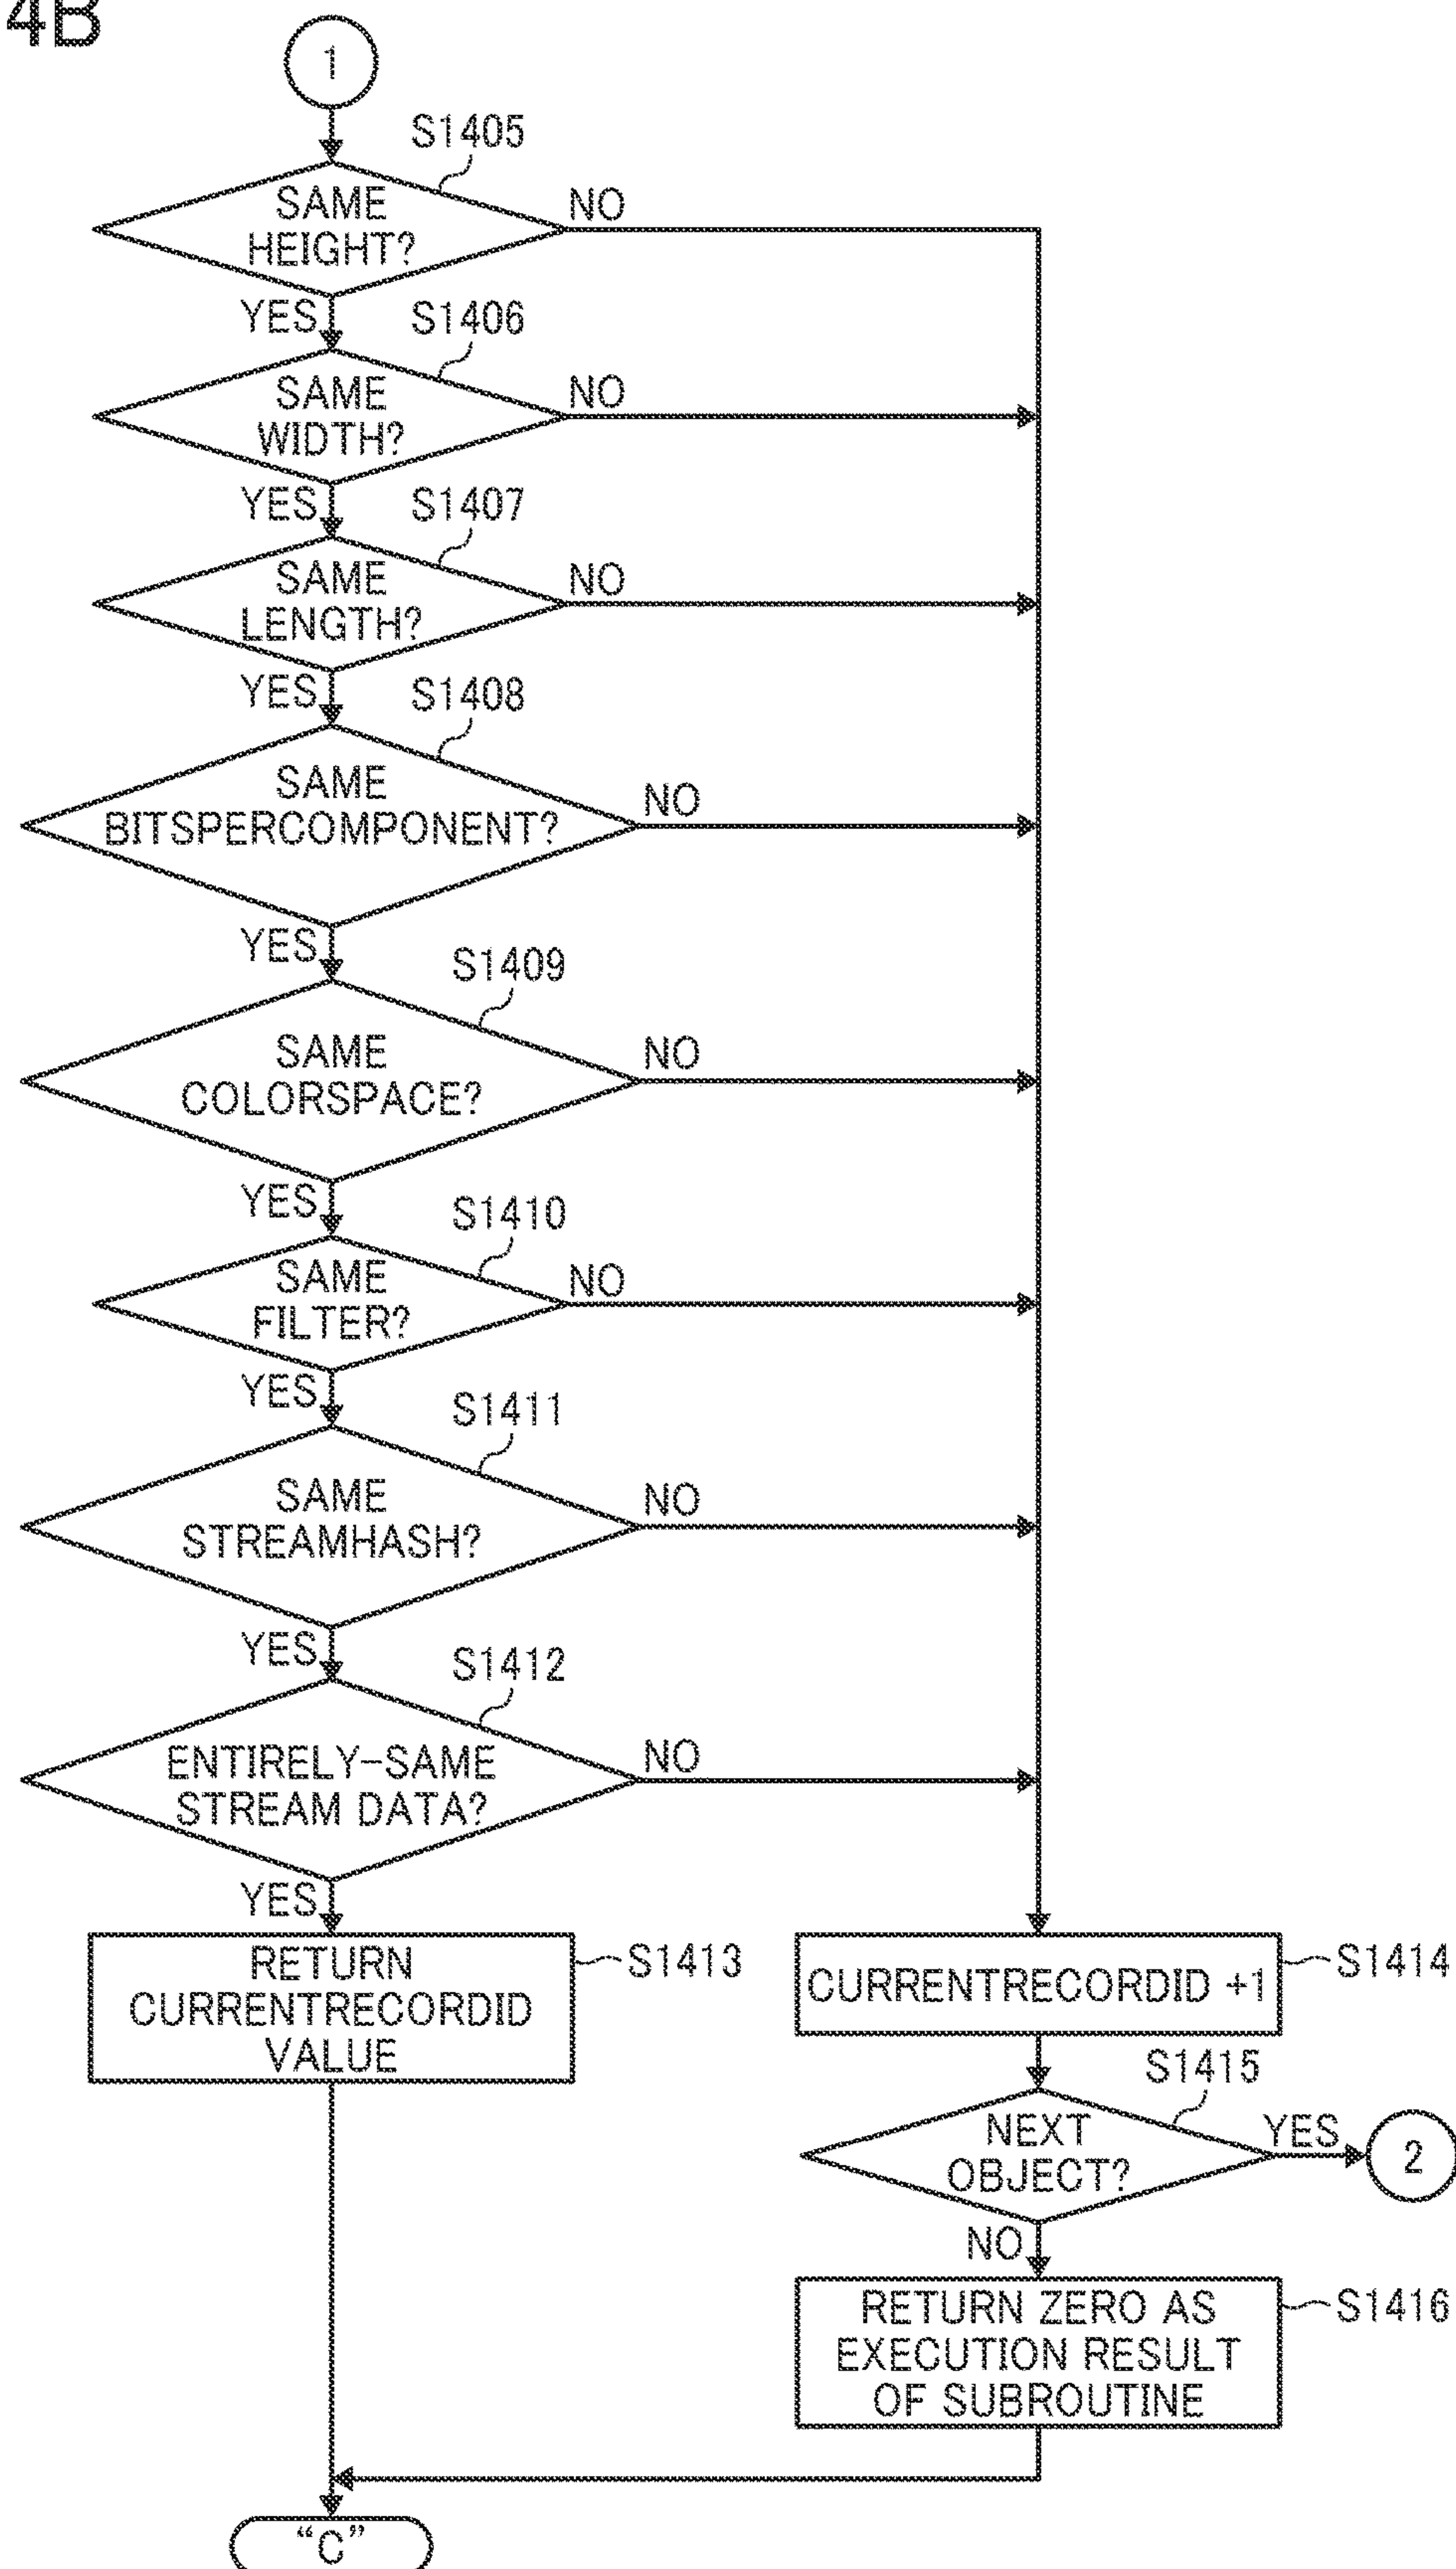 4B
1
S1405
SAME
HEIGHT?
NO
YES
S1406
SAME
WIDTH?
NO
YES
S1407
SAME
LENGTH?
NO
YES
S1408
SAME
BITSPERCOMPONENT?
NO
YES
S1409
SAME
COLORSPACE?
NO
YES
S1410
SAME
FILTER?
NO
YES
S1411
SAME
STREAMHASH?
NO
YES
S1412
ENTIRELY-SAME
STREAM DATA?
NO
YES
RETURN
CURRENTRECORDID
VALUE
S1413
CURRENTRECORDID +1
S1414
S1415
NEXT
OBJECT?
YES
2
NO
RETURN ZERO AS
EXECUTION RESULT
OF SUBROUTINE
S1416
“C”